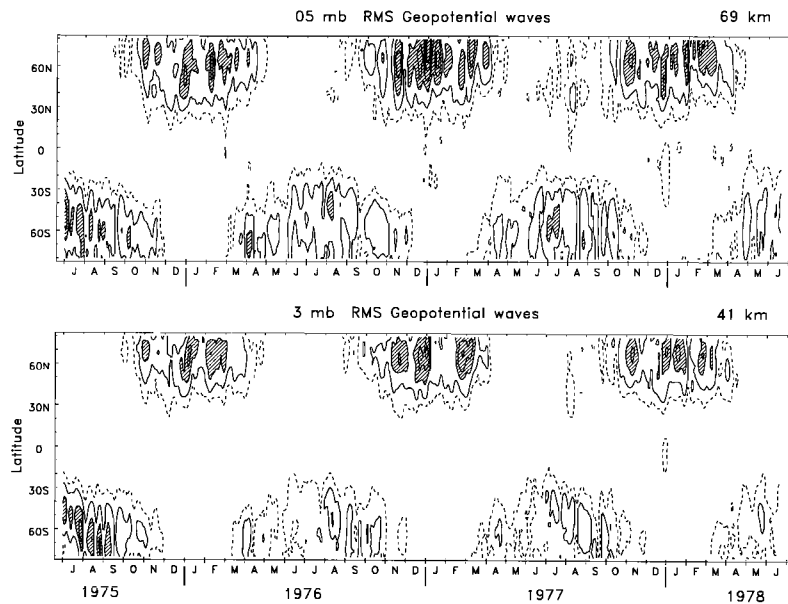 05 mb RMS Geopotential waves 69 km
60N
30N
0
30S
60S
Latitude
J A S O N D J F M A M J J A S O N D J F M A M J J A S O N D J F M A M J
3 mb RMS Geopotential waves 41 km
60N
30N
0
30S
60S
Latitude
J A S O N D J F M A M J J A S O N D J F M A M J J A S O N D J F M A M J
1975 1976 1977 1978